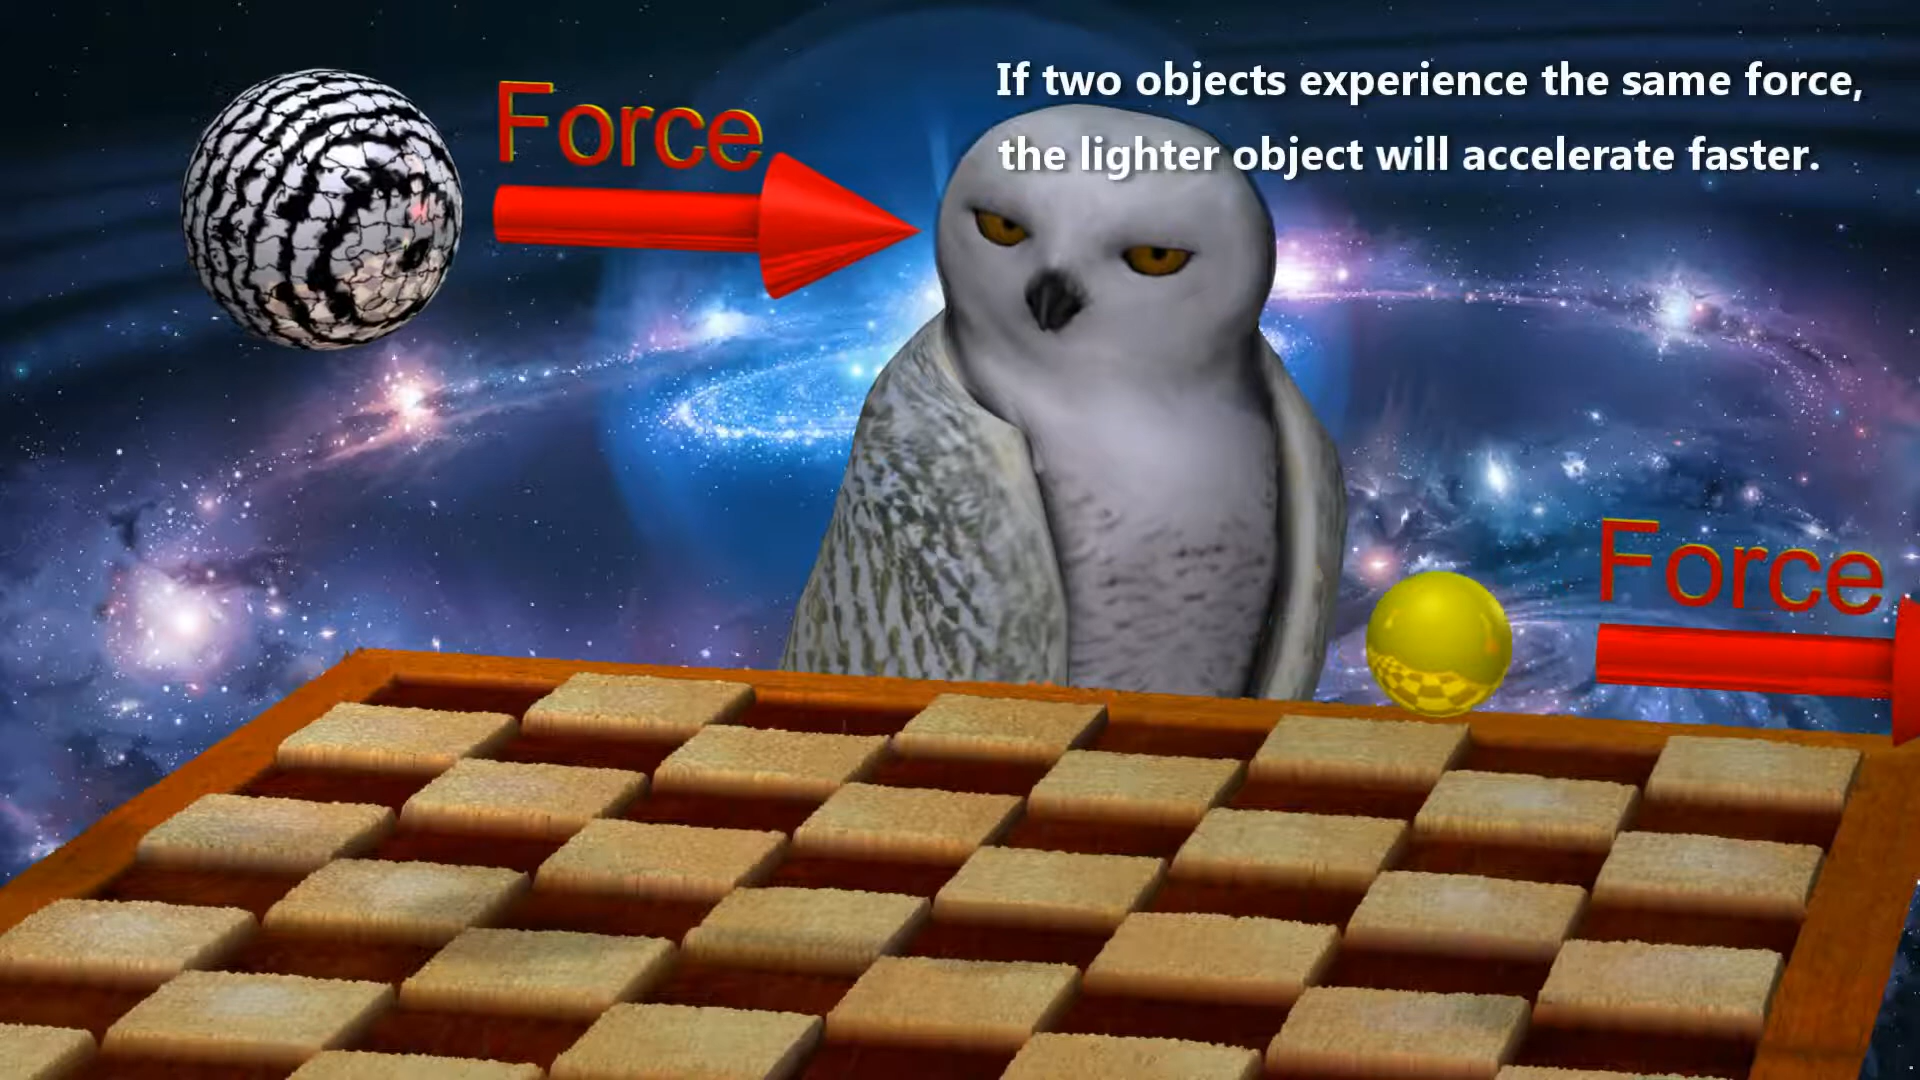 Force
If two objects experience the same force,
the lighter object will accelerate faster.
Force